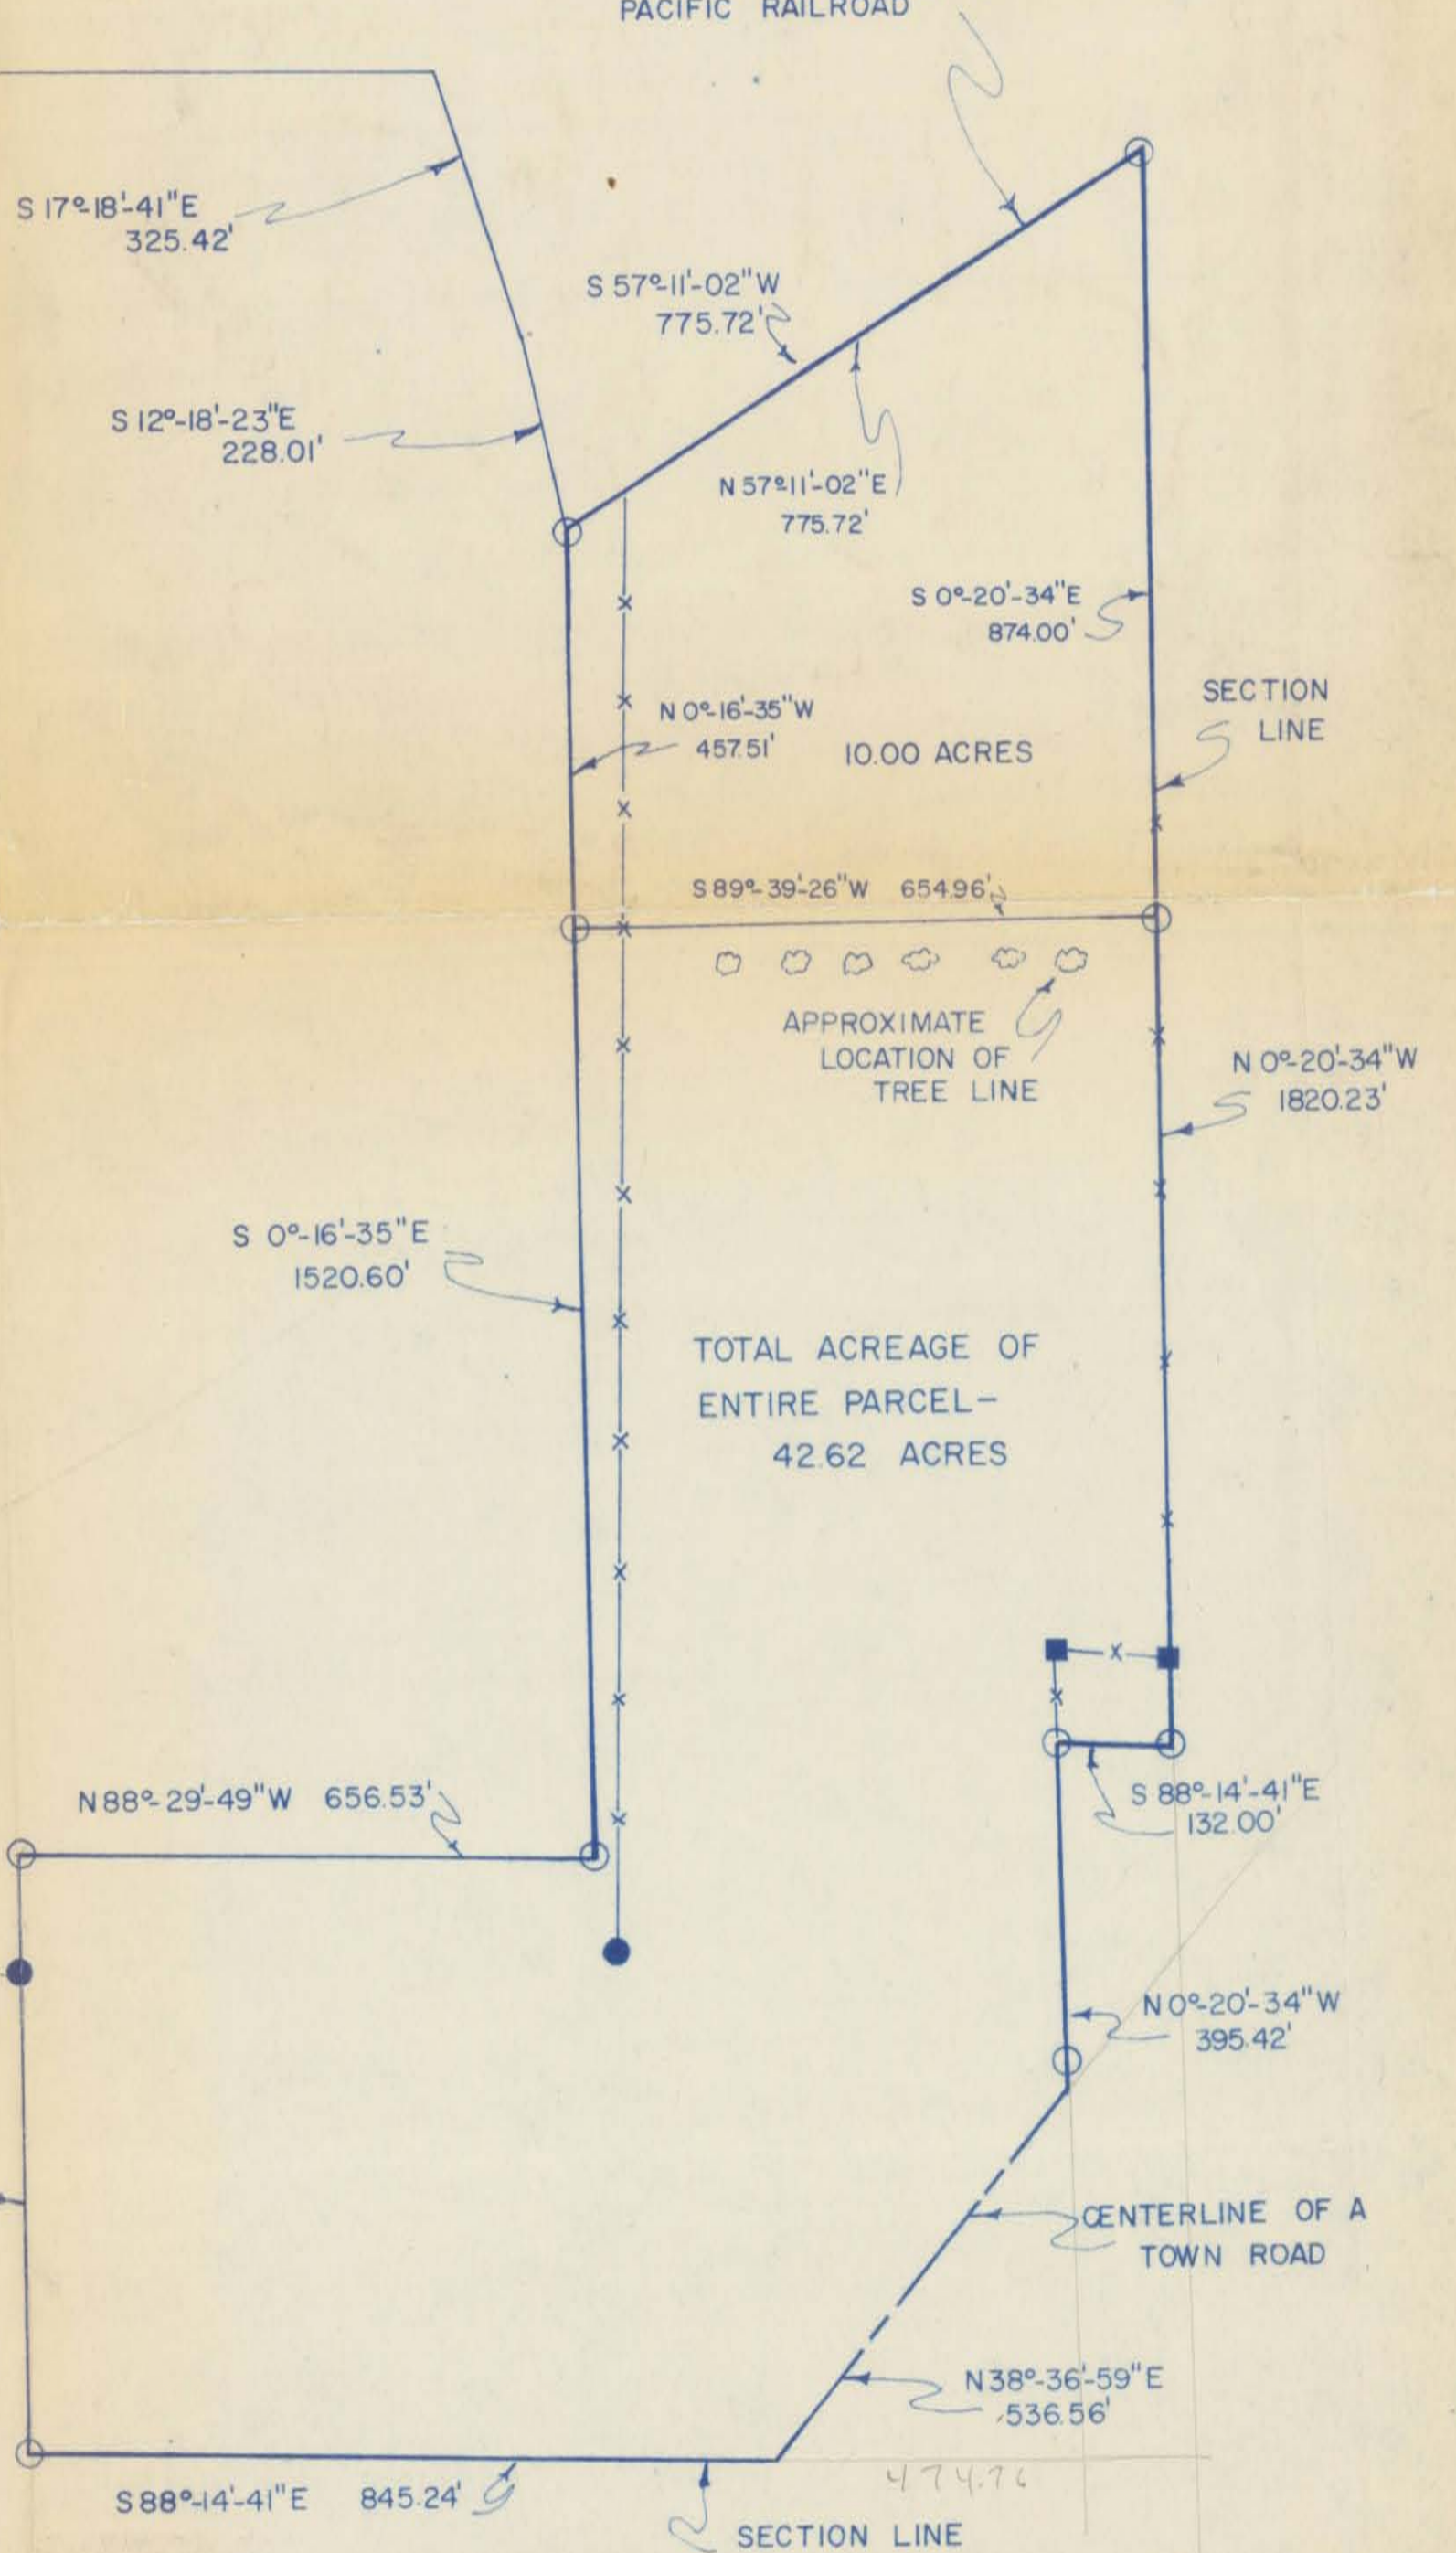 PACIFIC RAILROAD
S 17°-18'-41"E
325.42'
S 57°-11'-02"W
775.72'
S 12°-18'-23"E
228.01'
N 57°-11'-02"E
775.72'
S 0°-20'-34"E
874.00'
SECTION
LINE
N 0°-16'-35"W
457.51'
10.00 ACRES
S 89°-39'-26"W 654.96'
APPROXIMATE
LOCATION OF
TREE LINE
N 0°-20'-34"W
1820.23'
S 0°-16'-35"E
1520.60'
TOTAL ACREAGE OF
ENTIRE PARCEL-
42.62 ACRES
N 88°-29'-49"W 656.53'
S 88°-14'-41"E
132.00'
N 0°-20'-34"W
395.42'
CENTERLINE OF A
TOWN ROAD
N 38°-36'-59"E
536.56'
474.76
S 88°-14'-41"E 845.24'
SECTION LINE